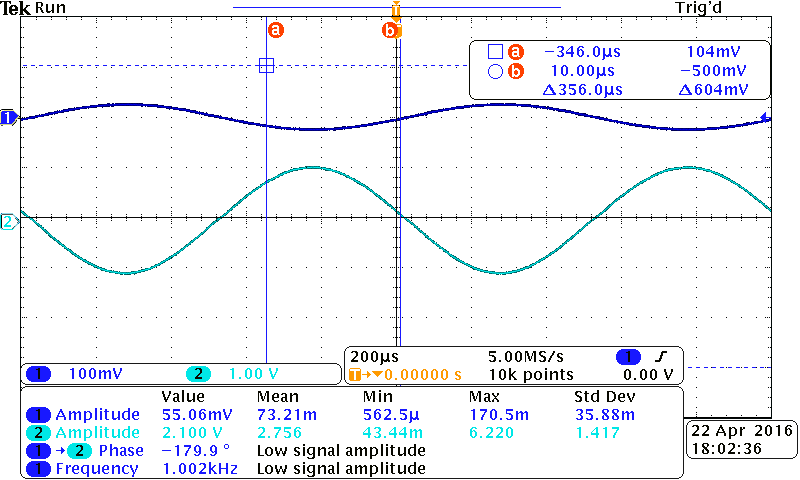 Tek Run Trig'd
T
a b
a −346.0µs 104mV
b 10.00µs −500mV
Δ356.0µs Δ604mV
1
2
1 100mV 2 1.00 V
200µs 5.00MS/s 1
T→▼0.00000 s 10k points 0.00 V
Value Mean Min Max Std Dev
1 Amplitude 55.06mV 73.21m 562.5µ 170.5m 35.88m
2 Amplitude 2.100 V 2.756 43.44m 6.220 1.417
1 → 2 Phase −179.9 ° Low signal amplitude
1 Frequency 1.002kHz Low signal amplitude
22 Apr 2016
18:02:36